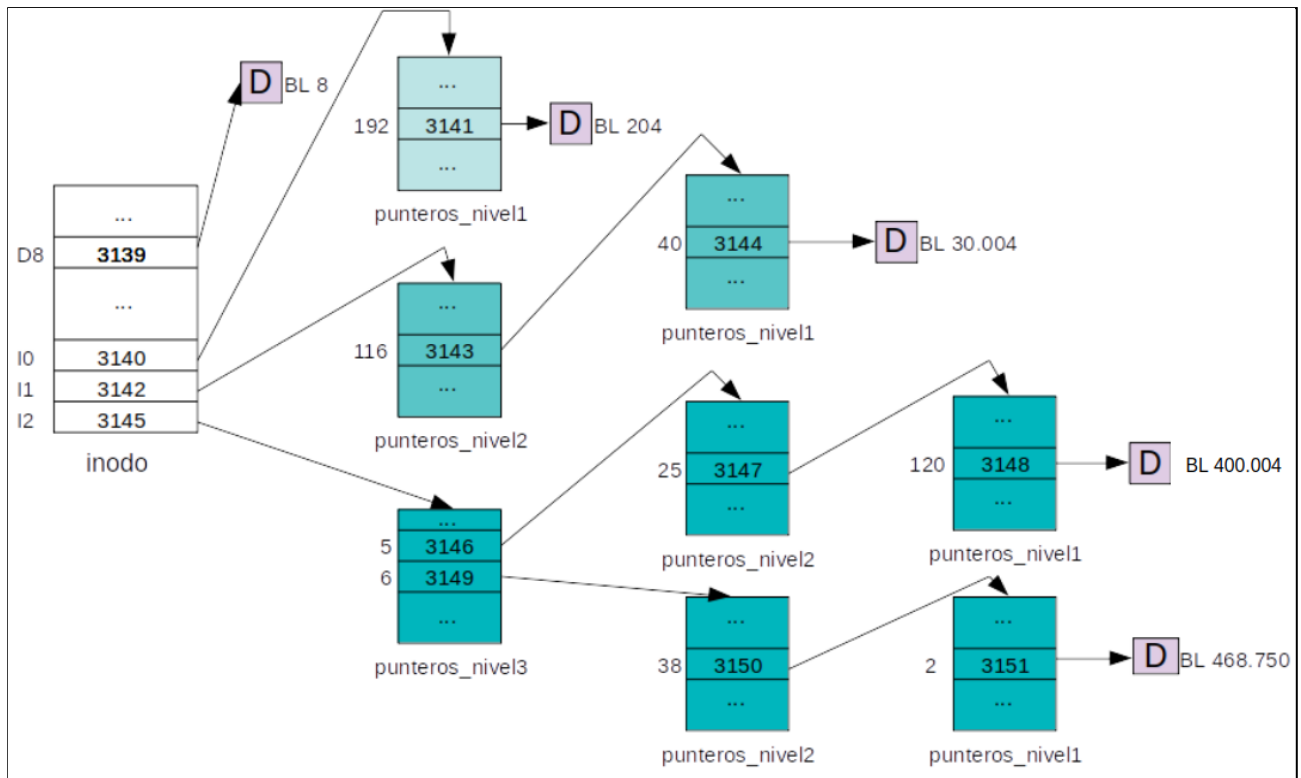 D BL 8
...
192 3141 D BL 204
...
punteros_nivel1
...
D8 3139
...
I0 3140
I1 3142
I2 3145
inodo
...
116 3143
...
punteros_nivel2
...
40 3144 D BL 30.004
...
punteros_nivel1
...
5 3146
6 3149
...
punteros_nivel3
...
25 3147
...
punteros_nivel2
...
120 3148 D BL 400.004
...
punteros_nivel1
...
38 3150
...
punteros_nivel2
...
2 3151 D BL 468.750
...
punteros_nivel1